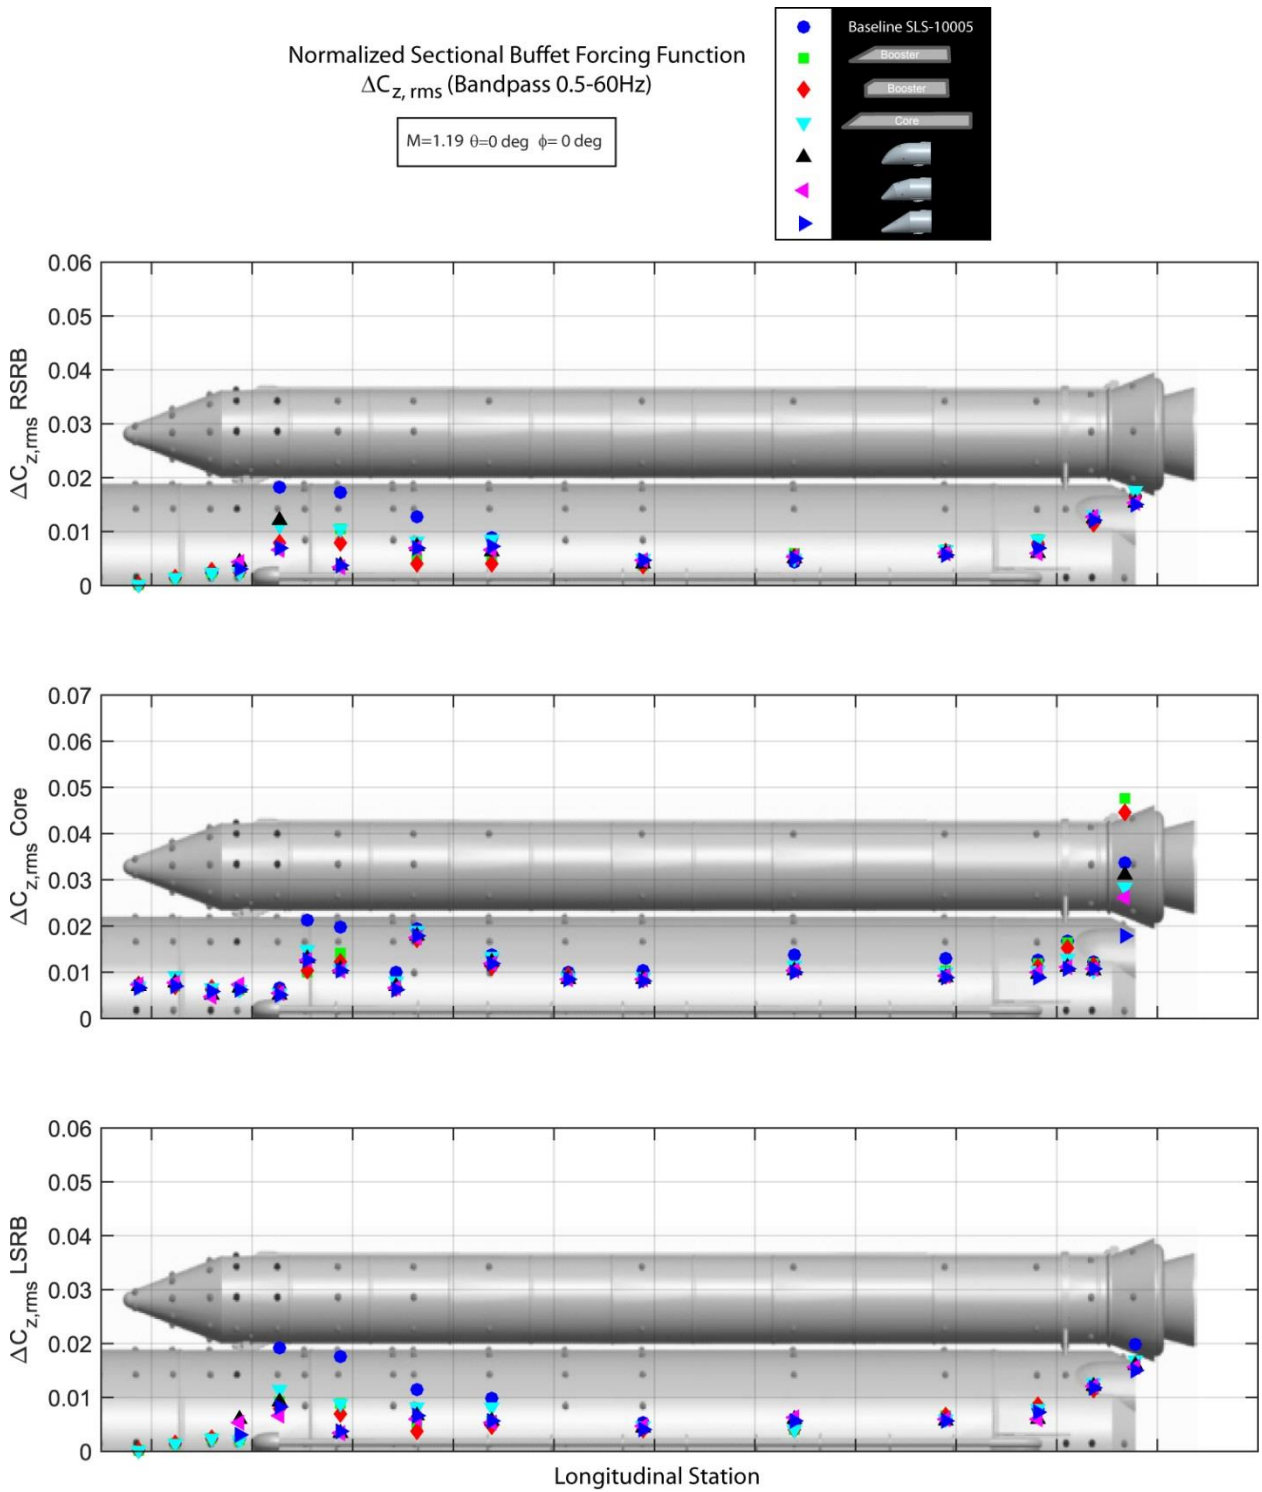 Normalized Sectional Buffet Forcing Function
ΔCz, rms (Bandpass 0.5-60Hz)
M=1.19 θ=0 deg ϕ= 0 deg
Baseline SLS-10005
Booster
Booster
Core
0.06
0.05
0.04
0.03
0.02
0.01
0
ΔCz,rms RSRB
0.07
0.06
0.05
0.04
0.03
0.02
0.01
0
ΔCz,rms Core
0.06
0.05
0.04
0.03
0.02
0.01
0
ΔCz,rms LSRB
Longitudinal Station